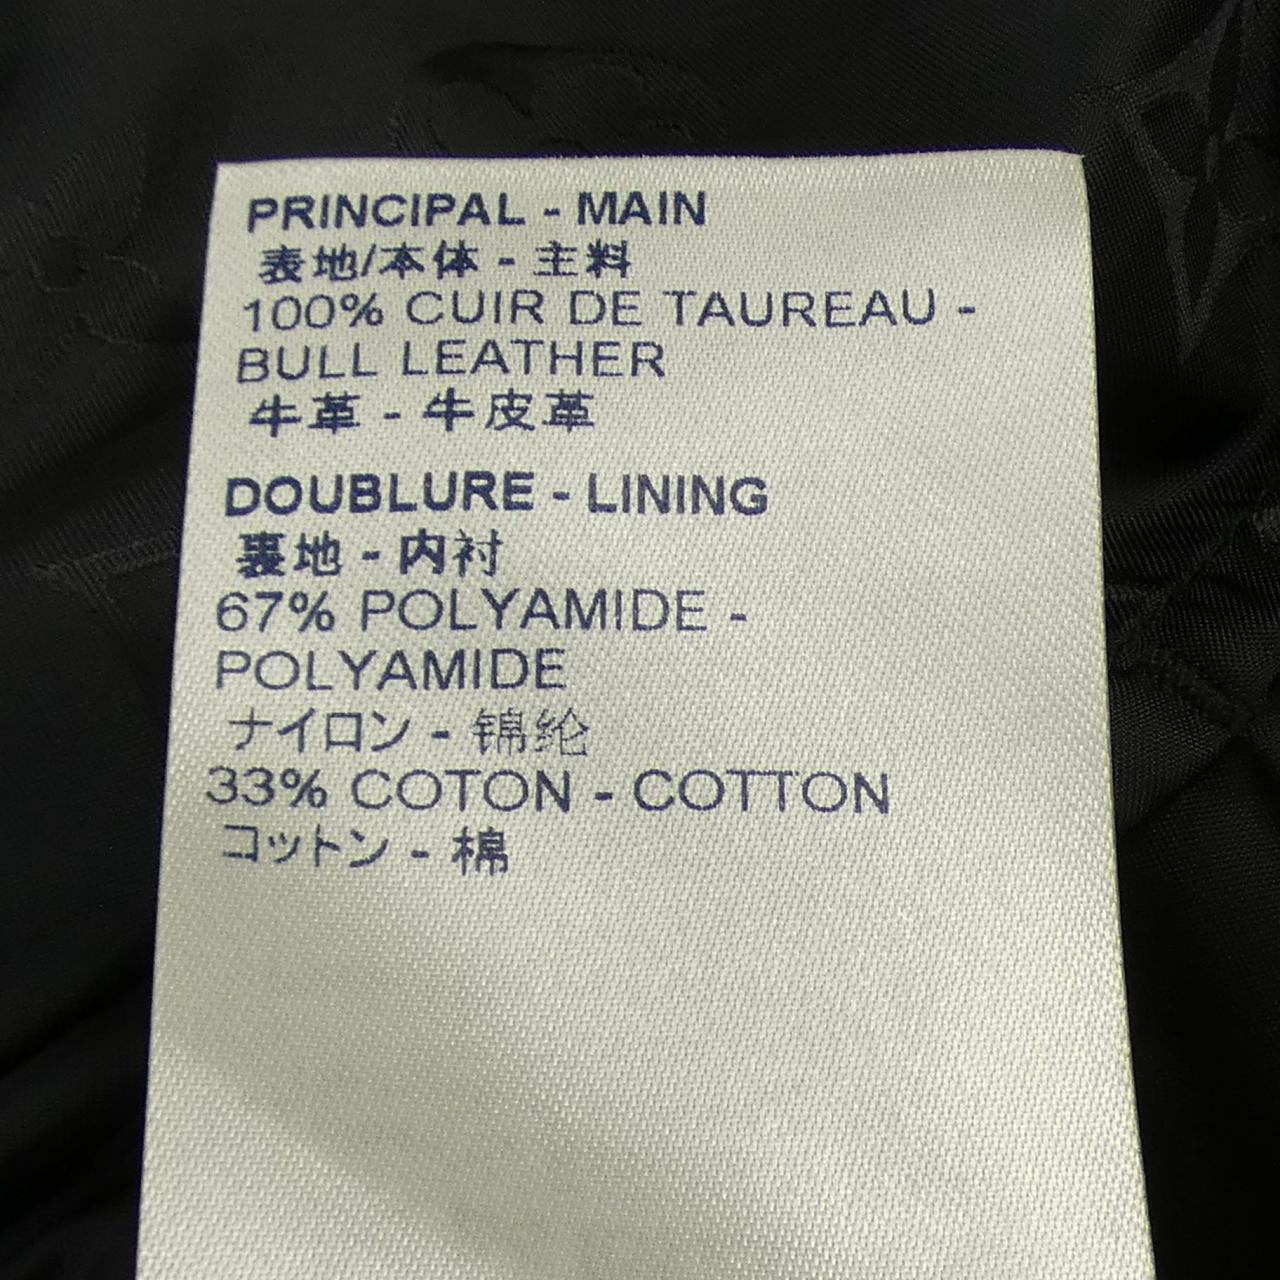 PRINCIPAL - MAIN
表地/本体 - 主料
100% CUIR DE TAUREAU -
BULL LEATHER
牛革 - 牛皮革
DOUBLURE - LINING
裏地 - 内衬
67% POLYAMIDE -
POLYAMIDE
ナイロン - 锦纶
33% COTON - COTTON
コットン - 棉